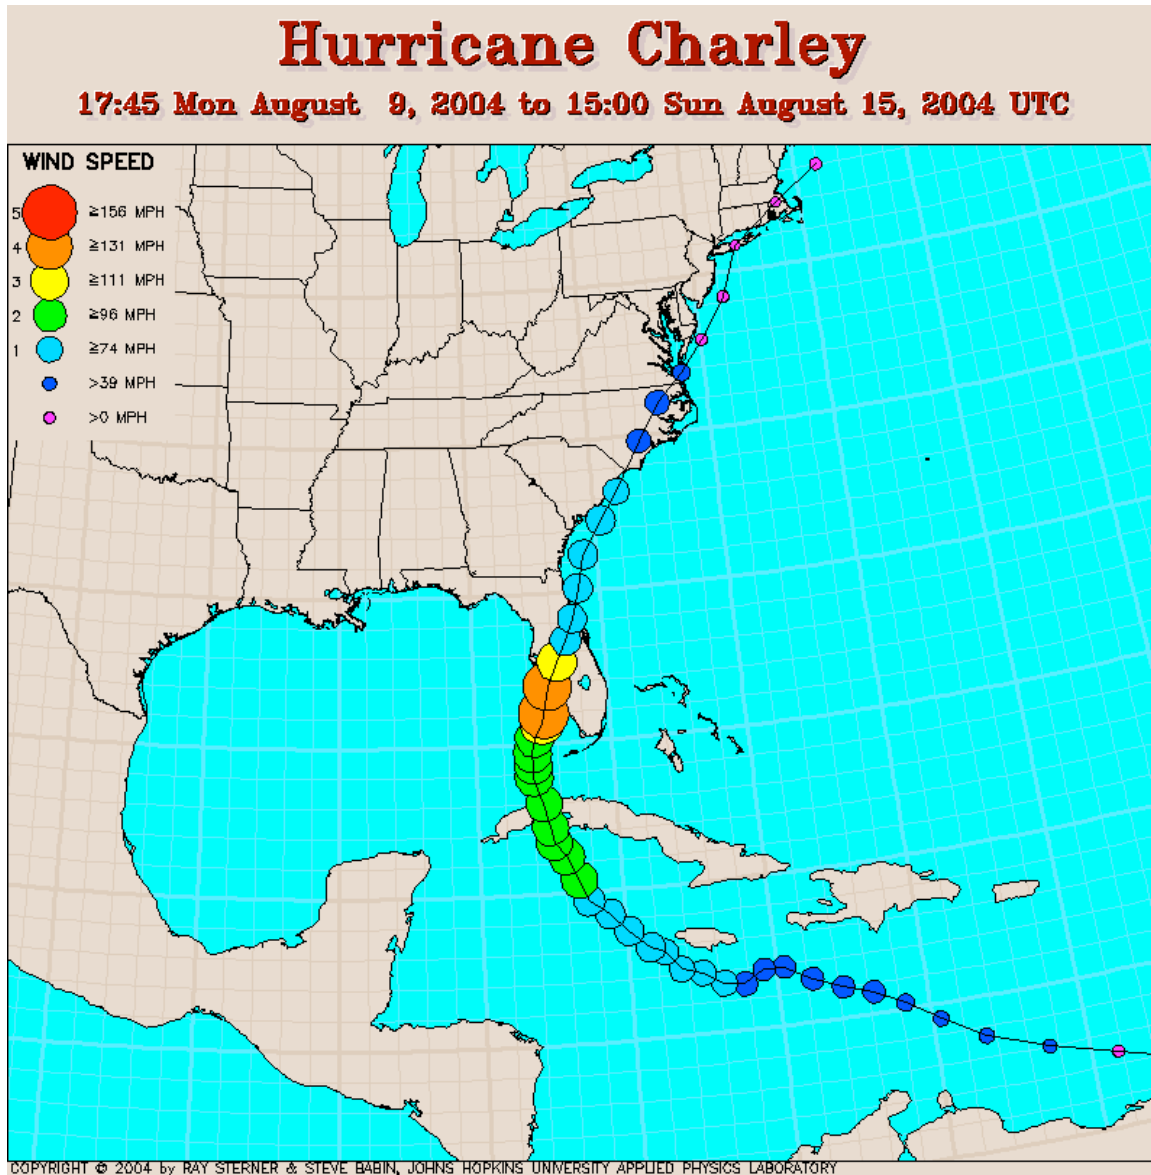 Hurricane Charley
17:45 Mon August  9, 2004 to 15:00 Sun August 15, 2004 UTC
WIND SPEED
5 ≥156 MPH
4 ≥131 MPH
3 ≥111 MPH
2 ≥96 MPH
1 ≥74 MPH
>39 MPH
>0 MPH
COPYRIGHT © 2004 by RAY STERNER & STEVE BABIN, JOHNS HOPKINS UNIVERSITY APPLIED PHYSICS LABORATORY